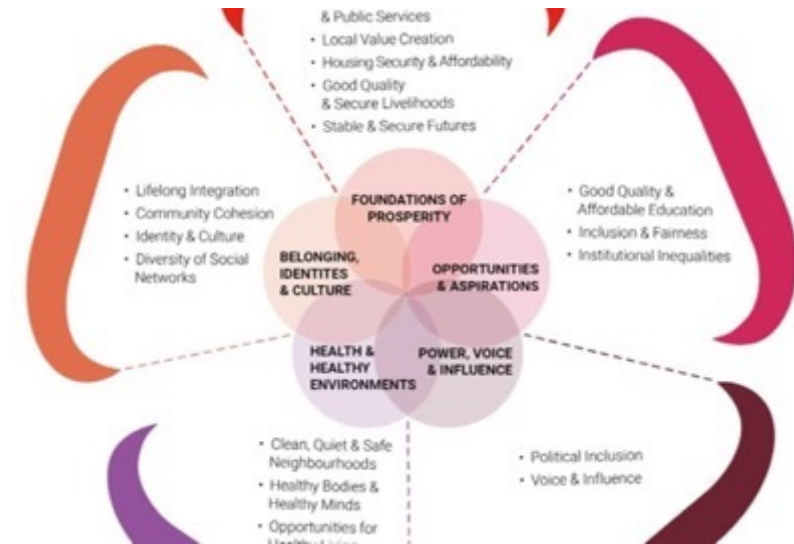 & Public Services
• Local Value Creation
• Housing Security & Affordability
• Good Quality
& Secure Livelihoods
• Stable & Secure Futures
• Lifelong Integration
• Community Cohesion
• Identity & Culture
• Diversity of Social
Networks
• Good Quality &
Affordable Education
• Inclusion & Fairness
• Institutional Inequalities
FOUNDATIONS OF
PROSPERITY
BELONGING,
IDENTITES
& CULTURE
OPPORTUNITIES
& ASPIRATIONS
HEALTH &
HEALTHY
ENVIRONMENTS
POWER, VOICE
& INFLUENCE
• Clean, Quiet & Safe
Neighbourhoods
• Healthy Bodies &
Healthy Minds
• Opportunities for
• Political Inclusion
• Voice & Influence